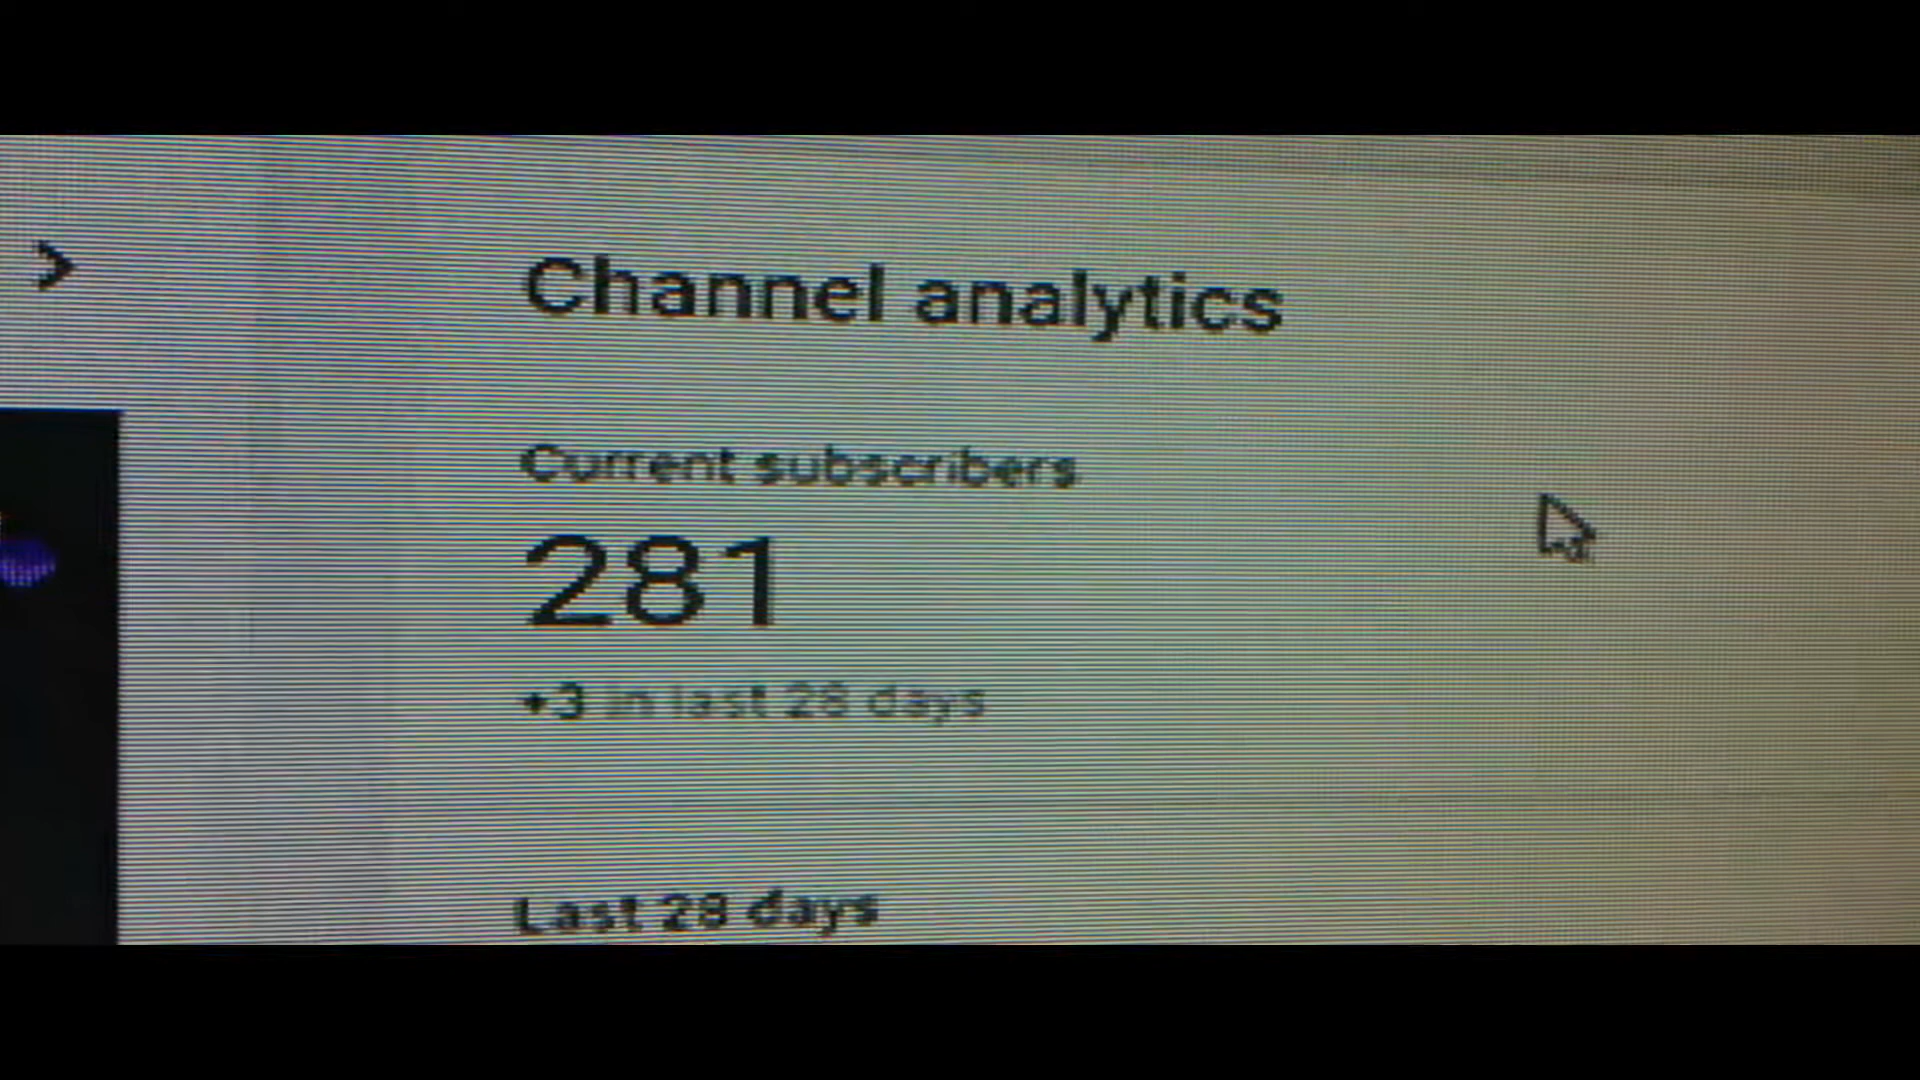 Channel analytics
Current subscribers
281
+3 in last 28 days
Last 28 days